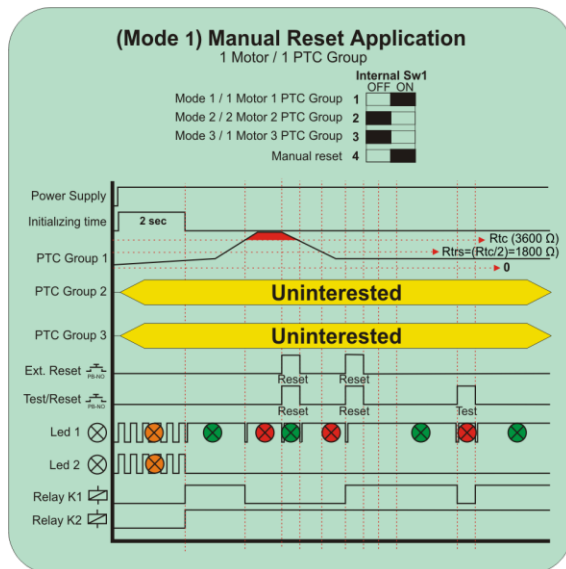 (Mode 1) Manual Reset Application
1 Motor / 1 PTC Group
Internal Sw1
OFF ON
Mode 1 / 1 Motor 1 PTC Group 1
Mode 2 / 2 Motor 2 PTC Group 2
Mode 3 / 1 Motor 3 PTC Group 3
Manual reset 4
Power Supply
Initializing time 2 sec
Rtc (3600 Ω)
Rtrs=(Rtc/2)=1800 Ω)
PTC Group 1
0
PTC Group 2 Uninterested
PTC Group 3 Uninterested
Ext. Reset PB-NO
Reset Reset
Test/Reset PB-NO
Reset Reset Test
Led 1
Led 2
Relay K1
Relay K2